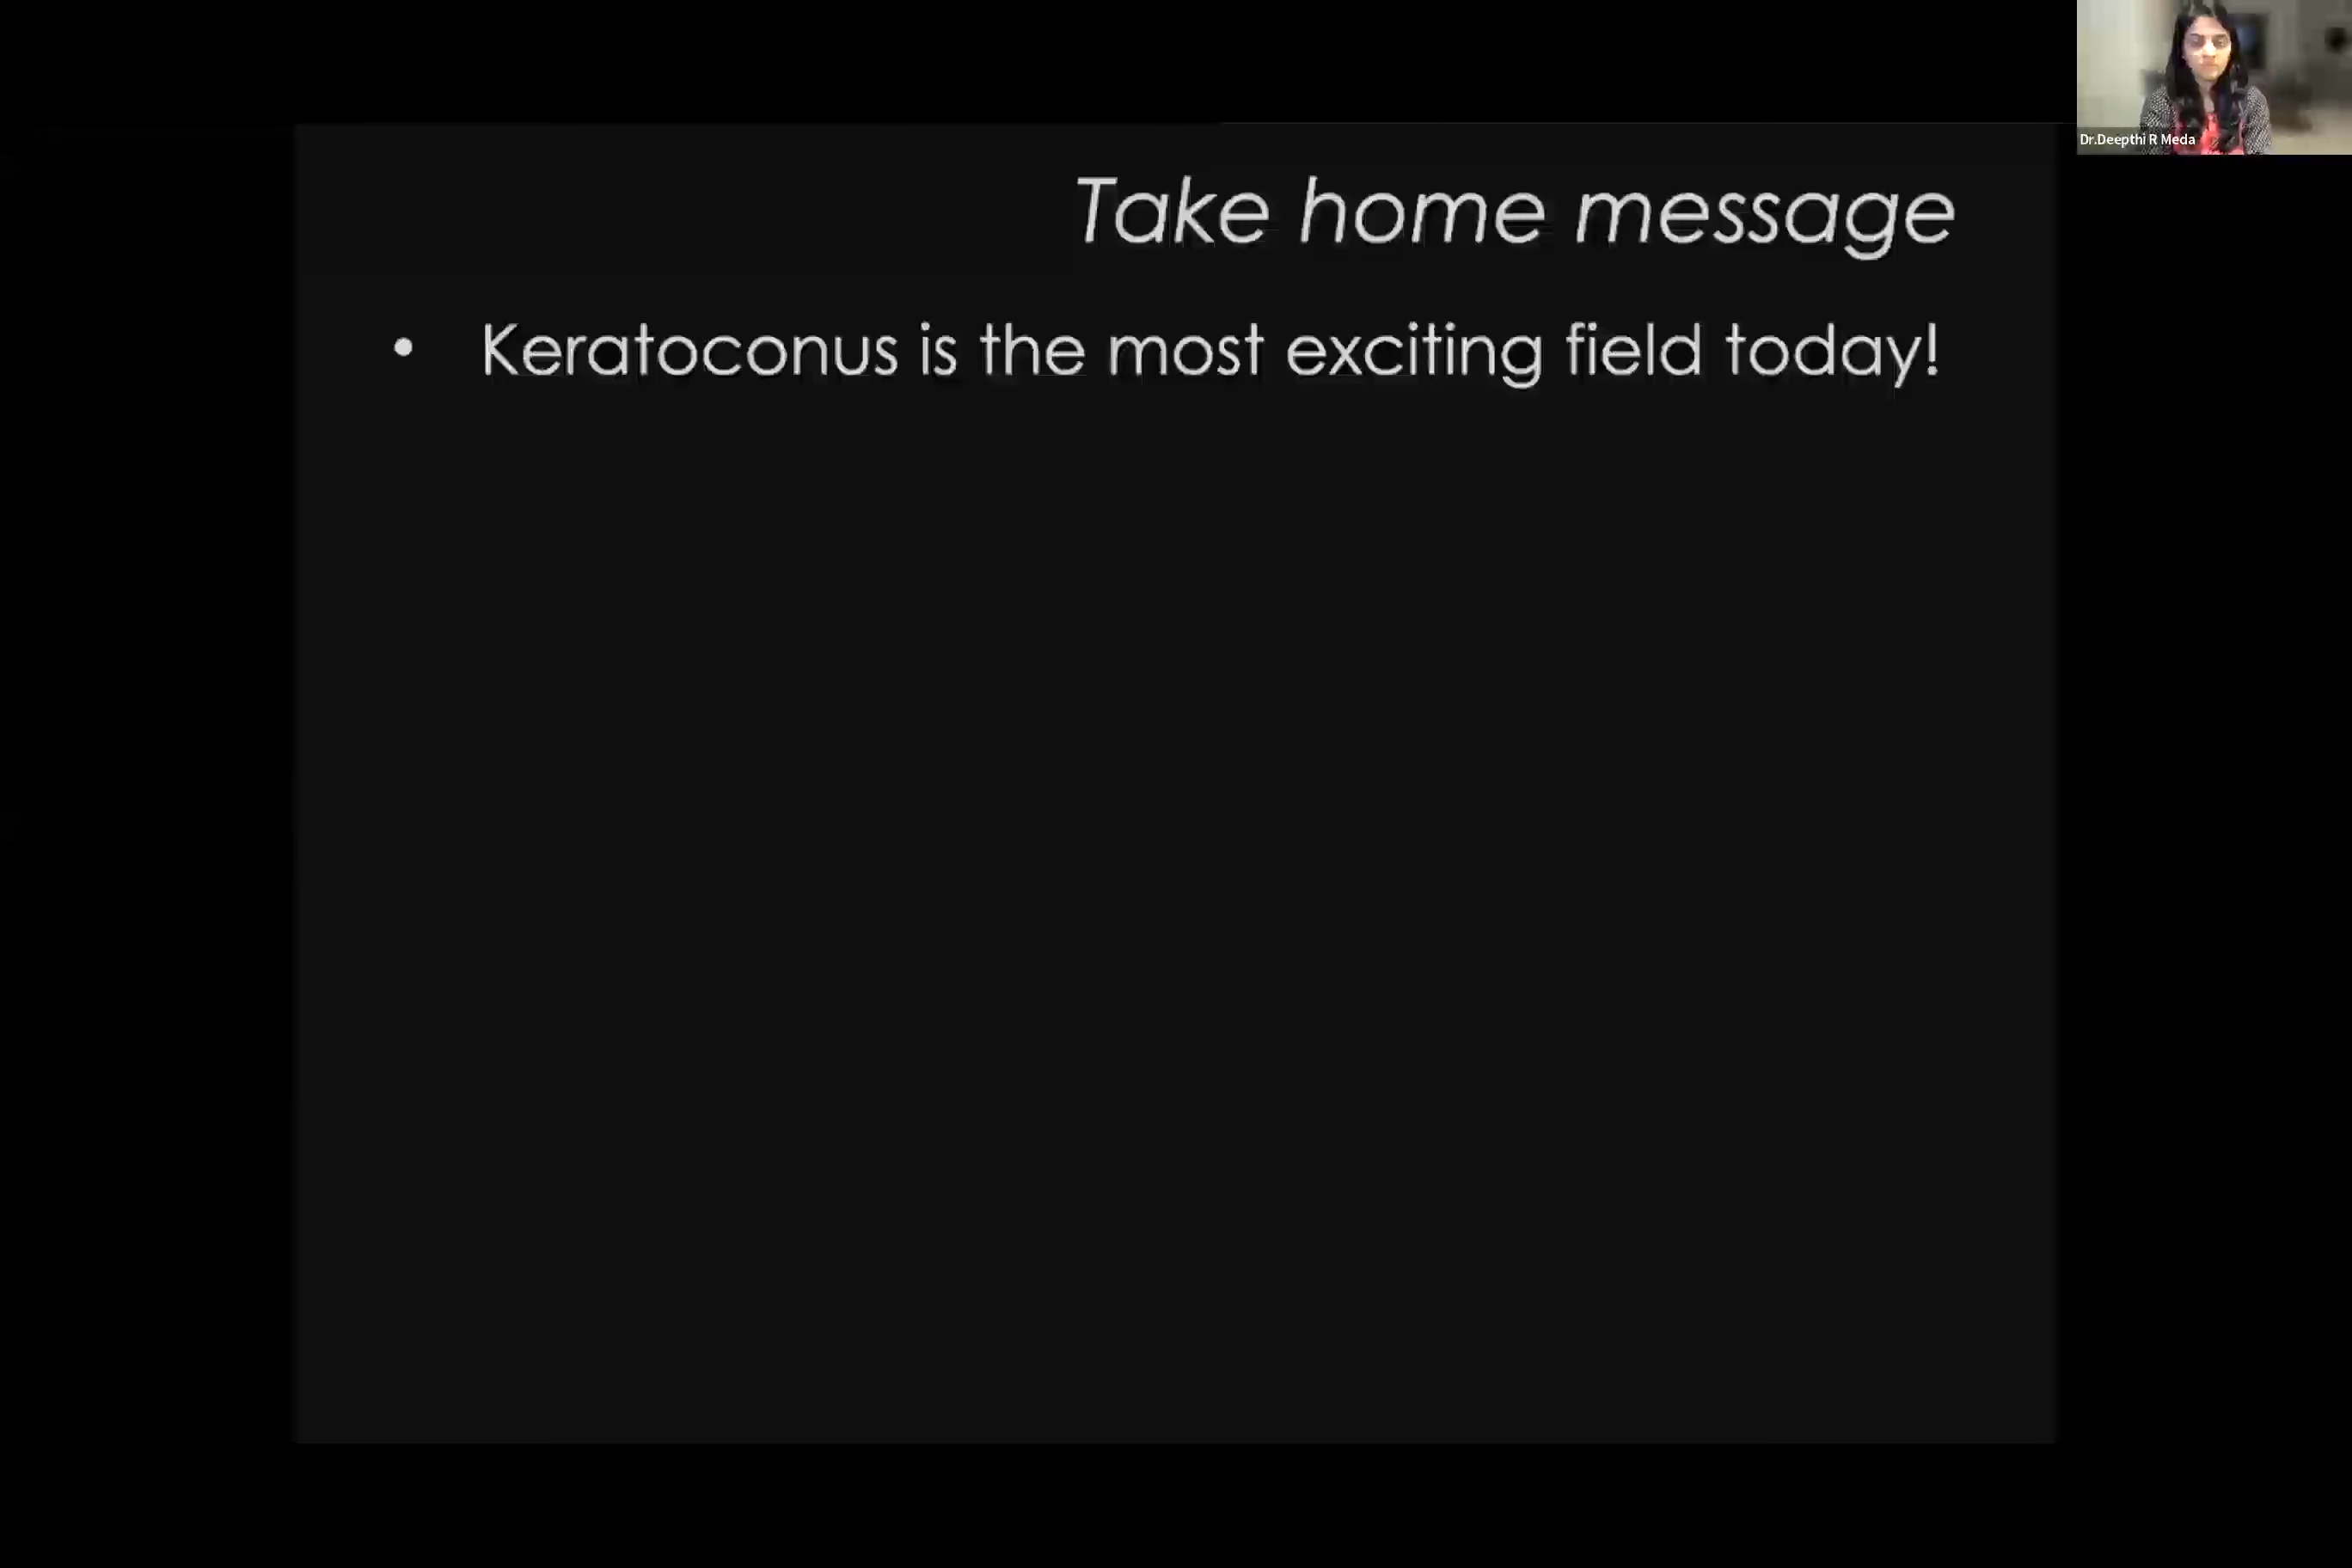 Take home message
• Keratoconus is the most exciting field today!
Dr.Deepthi R Meda